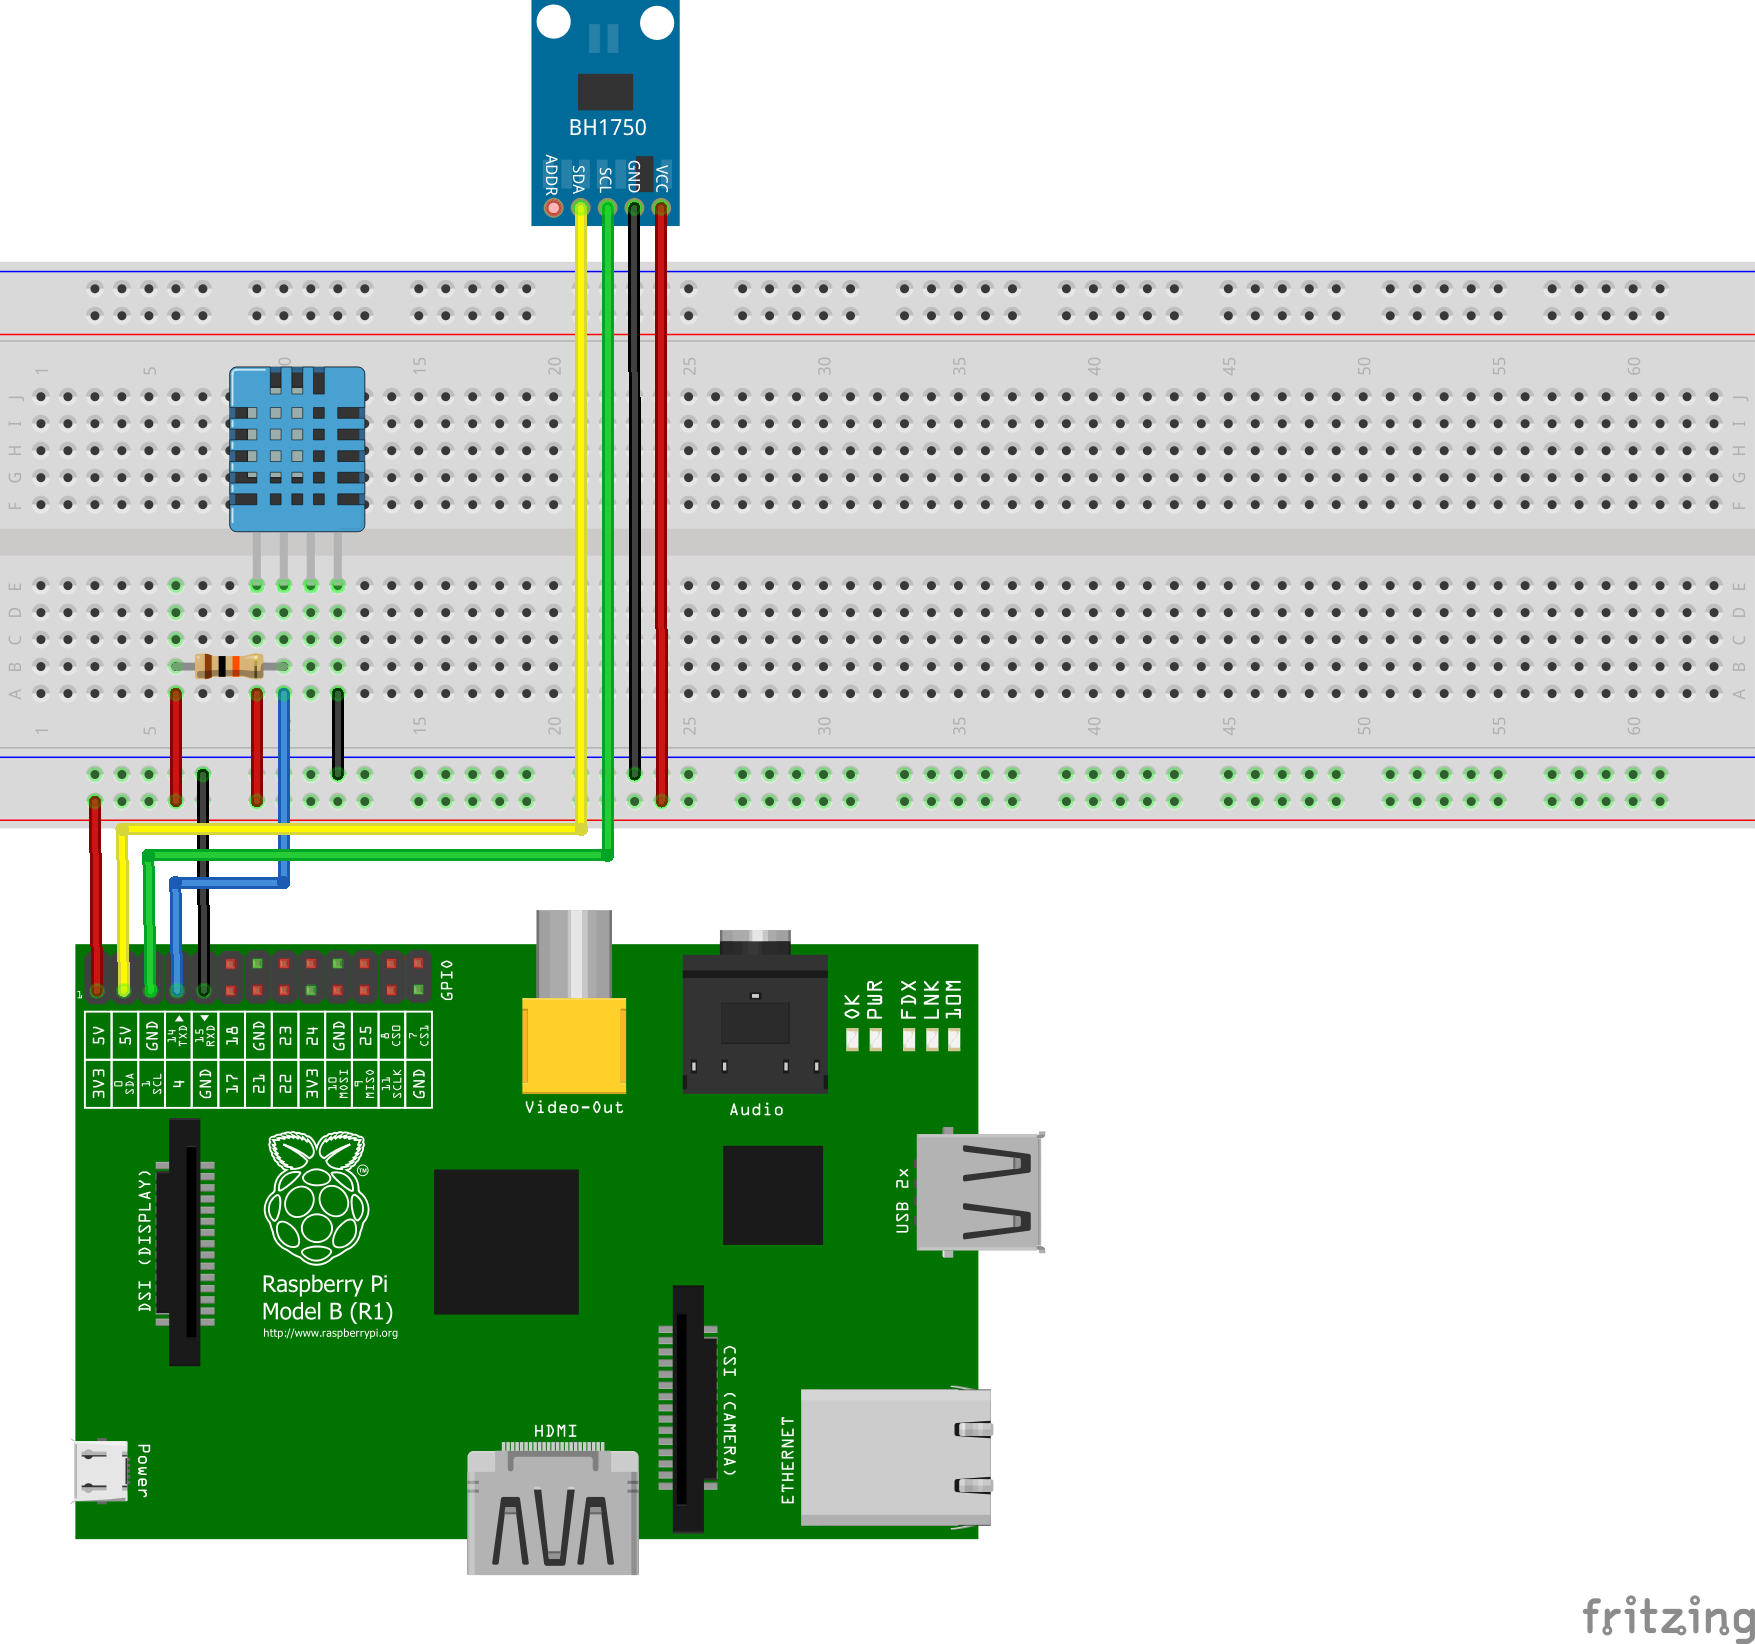 BH1750
ADDR SDA SCL GND VCC
1 5 15 20 25 30 35 40 45 50 55 60
J J
I I
H H
G G
F F
E E
D D
C C
B B
A A
1 5 15 20 25 30 35 40 45 50 55 60
1
GPIO
5V 5V GND 14 TXD 15 RXD 18 GND 23 24 GND 25 8 CS0 7 CS1
3V3 0 SDA 1 SCL 4 GND 17 21 22 3V3 10 MOSI 9 MISO 11 SCLK GND
OK PWR FDX LNK 10M
Video-Out
Audio
DSI (DISPLAY)
TM
USB 2x
Raspberry Pi
Model B (R1)
http://www.raspberrypi.org
CSI (CAMERA)
HDMI
ETHERNET
Power
fritzing